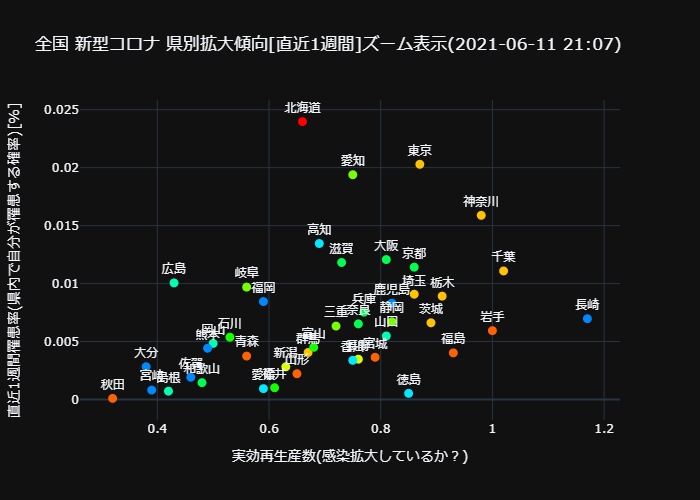 全国 新型コロナ 県別拡大傾向[直近1週間]ズーム表示(2021-06-11 21:07)
直近1週間罹患率(県内で自分が罹患する確率)[%]
0.025
0.02
0.015
0.01
0.005
0
北海道
東京
愛知
神奈川
高知
滋賀
大阪
京都
千葉
広島
岐阜
福岡
埼玉
栃木
鹿児島
兵庫
長崎
三重
奈良
静岡
茨城
岩手
石川
岡山
熊本
山口
青森
富山
群馬
宮城
福島
大分
新潟
山形
佐賀
宮崎
島根
和歌山
愛媛
福井
徳島
秋田
0.4
0.6
0.8
1
1.2
実効再生産数(感染拡大しているか？)